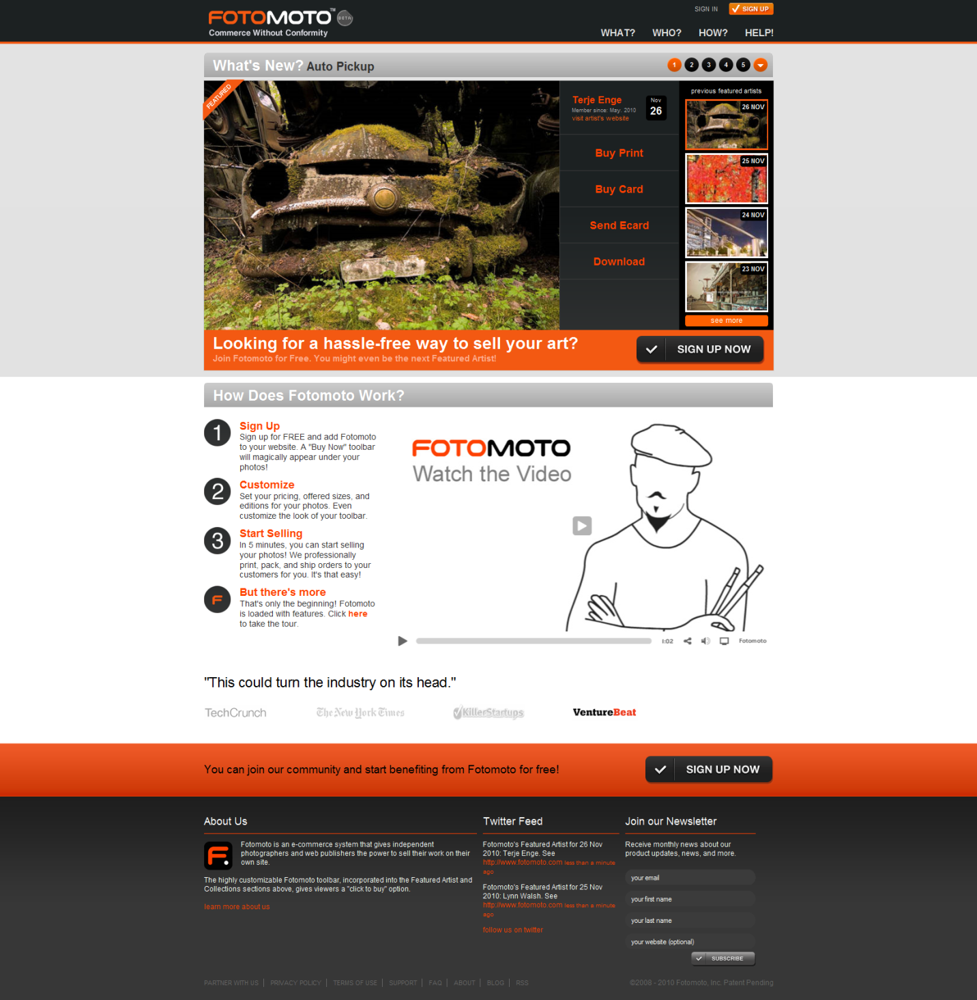 FOTOMOTO™ BETA
Commerce Without Conformity
SIGN IN
SIGN UP
WHAT? WHO? HOW? HELP!
What's New? Auto Pickup
1 2 3 4 5
FEATURED
Terje Enge
Member since: May. 2010
visit artist's website
Nov
26
Buy Print
Buy Card
Send Ecard
Download
previous featured artists
26 NOV
25 NOV
24 NOV
23 NOV
see more
Looking for a hassle-free way to sell your art?
Join Fotomoto for Free. You might even be the next Featured Artist!
SIGN UP NOW
How Does Fotomoto Work?
1
Sign Up
Sign up for FREE and add Fotomoto
to your website. A "Buy Now" toolbar
will magically appear under your
photos!
2
Customize
Set your pricing, offered sizes, and
editions for your photos. Even
customize the look of your toolbar.
3
Start Selling
In 5 minutes, you can start selling
your photos! We professionally
print, pack, and ship orders to your
customers for you. It's that easy!
F
But there's more
That's only the beginning! Fotomoto
is loaded with features. Click here
to take the tour.
FOTOMOTO
Watch the Video
1:02
Fotomoto
"This could turn the industry on its head."
TechCrunch
The New York Times
KillerStartups
VentureBeat
You can join our community and start benefiting from Fotomoto for free!
SIGN UP NOW
About Us
F.
Fotomoto is an e-commerce system that gives independent
photographers and web publishers the power to sell their work on their
own site.
The highly customizable Fotomoto toolbar, incorporated into the Featured Artist and
Collections sections above, gives viewers a "click to buy" option.
learn more about us
Twitter Feed
Fotomoto's Featured Artist for 26 Nov
2010: Terje Enge. See
http://www.fotomoto.com less than a minute
ago
Fotomoto's Featured Artist for 25 Nov
2010: Lynn Walsh. See
http://www.fotomoto.com less than a minute
ago
follow us on twitter
Join our Newsletter
Receive monthly news about our
product updates, news, and more.
your email
your first name
your last name
your website (optional)
SUBSCRIBE
PARTNER WITH US | PRIVACY POLICY | TERMS OF USE | SUPPORT | FAQ | ABOUT | BLOG | RSS
©2008 - 2010 Fotomoto, Inc. Patent Pending